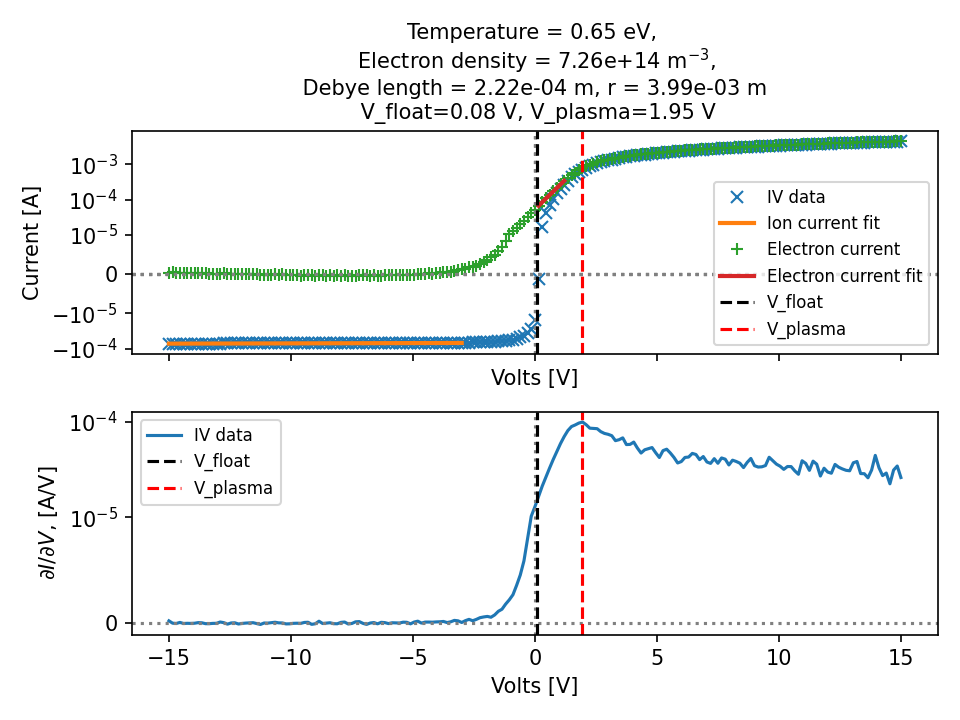 Temperature = 0.65 eV,
Electron density = 7.26e+14 m⁻³,
Debye length = 2.22e-04 m, r = 3.99e-03 m
V_float=0.08 V, V_plasma=1.95 V
Current [A]
10⁻³
10⁻⁴
10⁻⁵
0
−10⁻⁵
−10⁻⁴
IV data
Ion current fit
Electron current
Electron current fit
V_float
V_plasma
Volts [V]
∂I/∂V, [A/V]
10⁻⁴
10⁻⁵
0
IV data
V_float
V_plasma
−15 −10 −5 0 5 10 15
Volts [V]